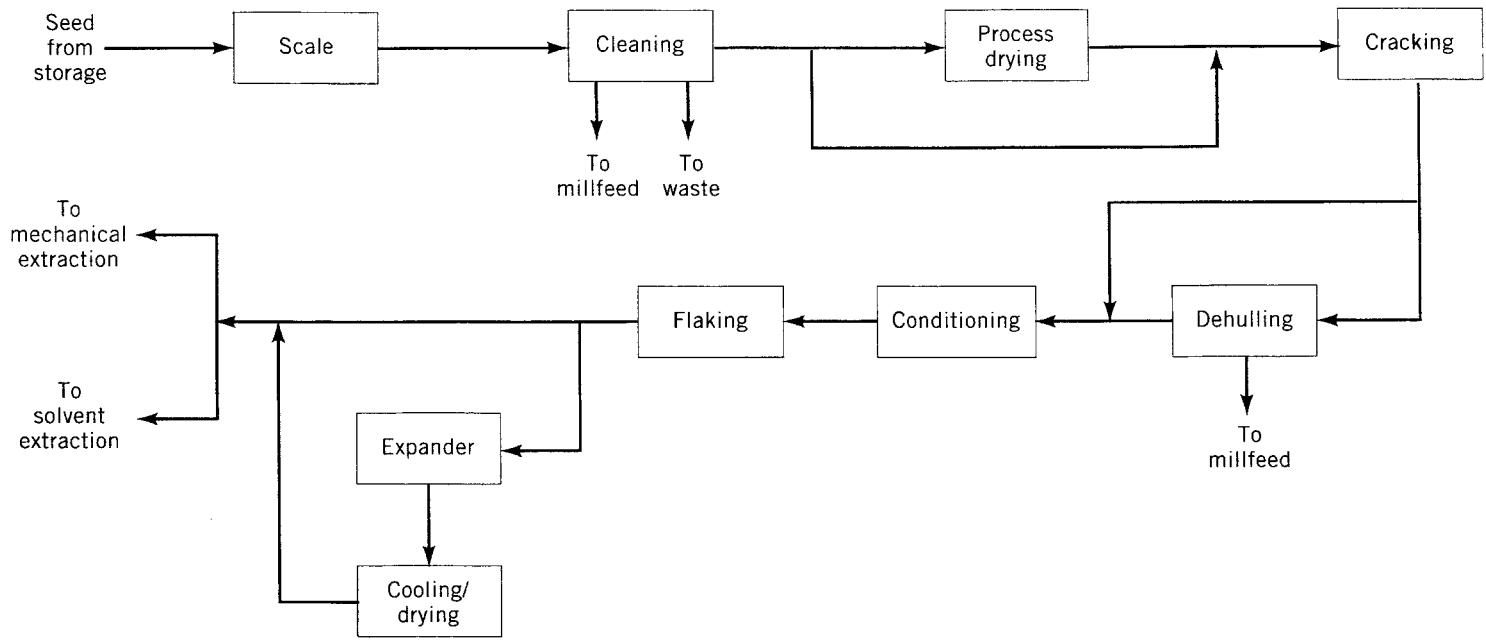 Seed
from
storage
Scale
Cleaning
Process
drying
Cracking
To
millfeed
To
waste
To
mechanical
extraction
Flaking
Conditioning
Dehulling
To
solvent
extraction
Expander
To
millfeed
Cooling/
drying